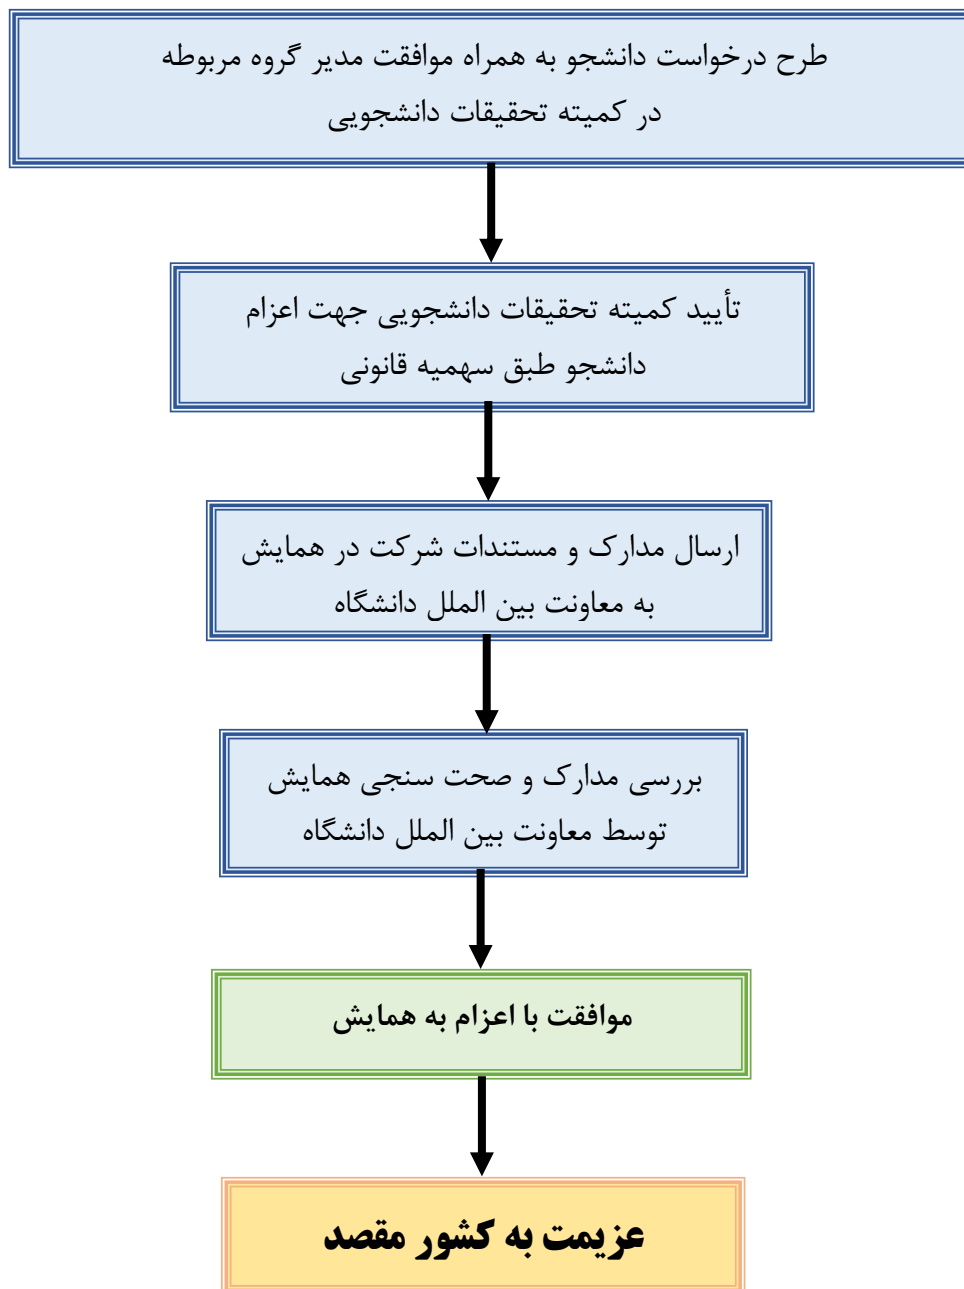 طرح درخواست دانشجو به همراه موافقت مدیر گروه مربوطه
در کمیته تحقیقات دانشجویی
تأیید کمیته تحقیقات دانشجویی جهت اعزام
دانشجو طبق سهمیه قانونی
ارسال مدارک و مستندات شرکت در همایش
به معاونت بین الملل دانشگاه
بررسی مدارک و صحت سنجی همایش
توسط معاونت بین الملل دانشگاه
موافقت با اعزام به همایش
عزیمت به کشور مقصد